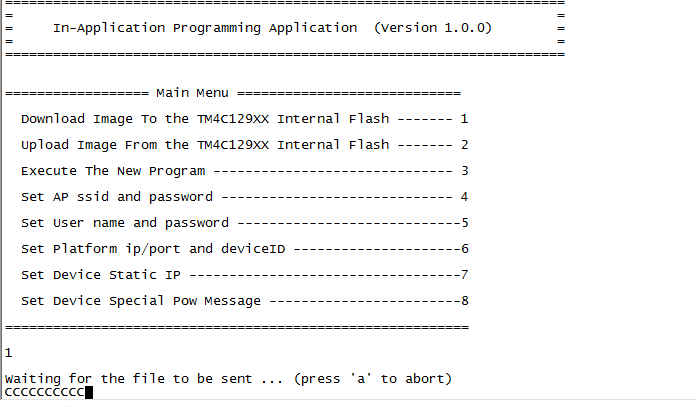 ======================================================================
=                                                                    =
=     In-Application Programming Application  (Version 1.0.0)        =
=                                                                    =
======================================================================
================== Main Menu ============================
  Download Image To the TM4C129XX Internal Flash ------- 1
  Upload Image From the TM4C129XX Internal Flash ------- 2
  Execute The New Program ------------------------------ 3
  Set AP ssid and password ----------------------------- 4
  Set User name and password ----------------------------5
  Set Platform ip/port and deviceID ---------------------6
  Set Device Static IP ----------------------------------7
  Set Device Special Pow Message ------------------------8
==========================================================
1
Waiting for the file to be sent ... (press 'a' to abort)
CCCCCCCCCC